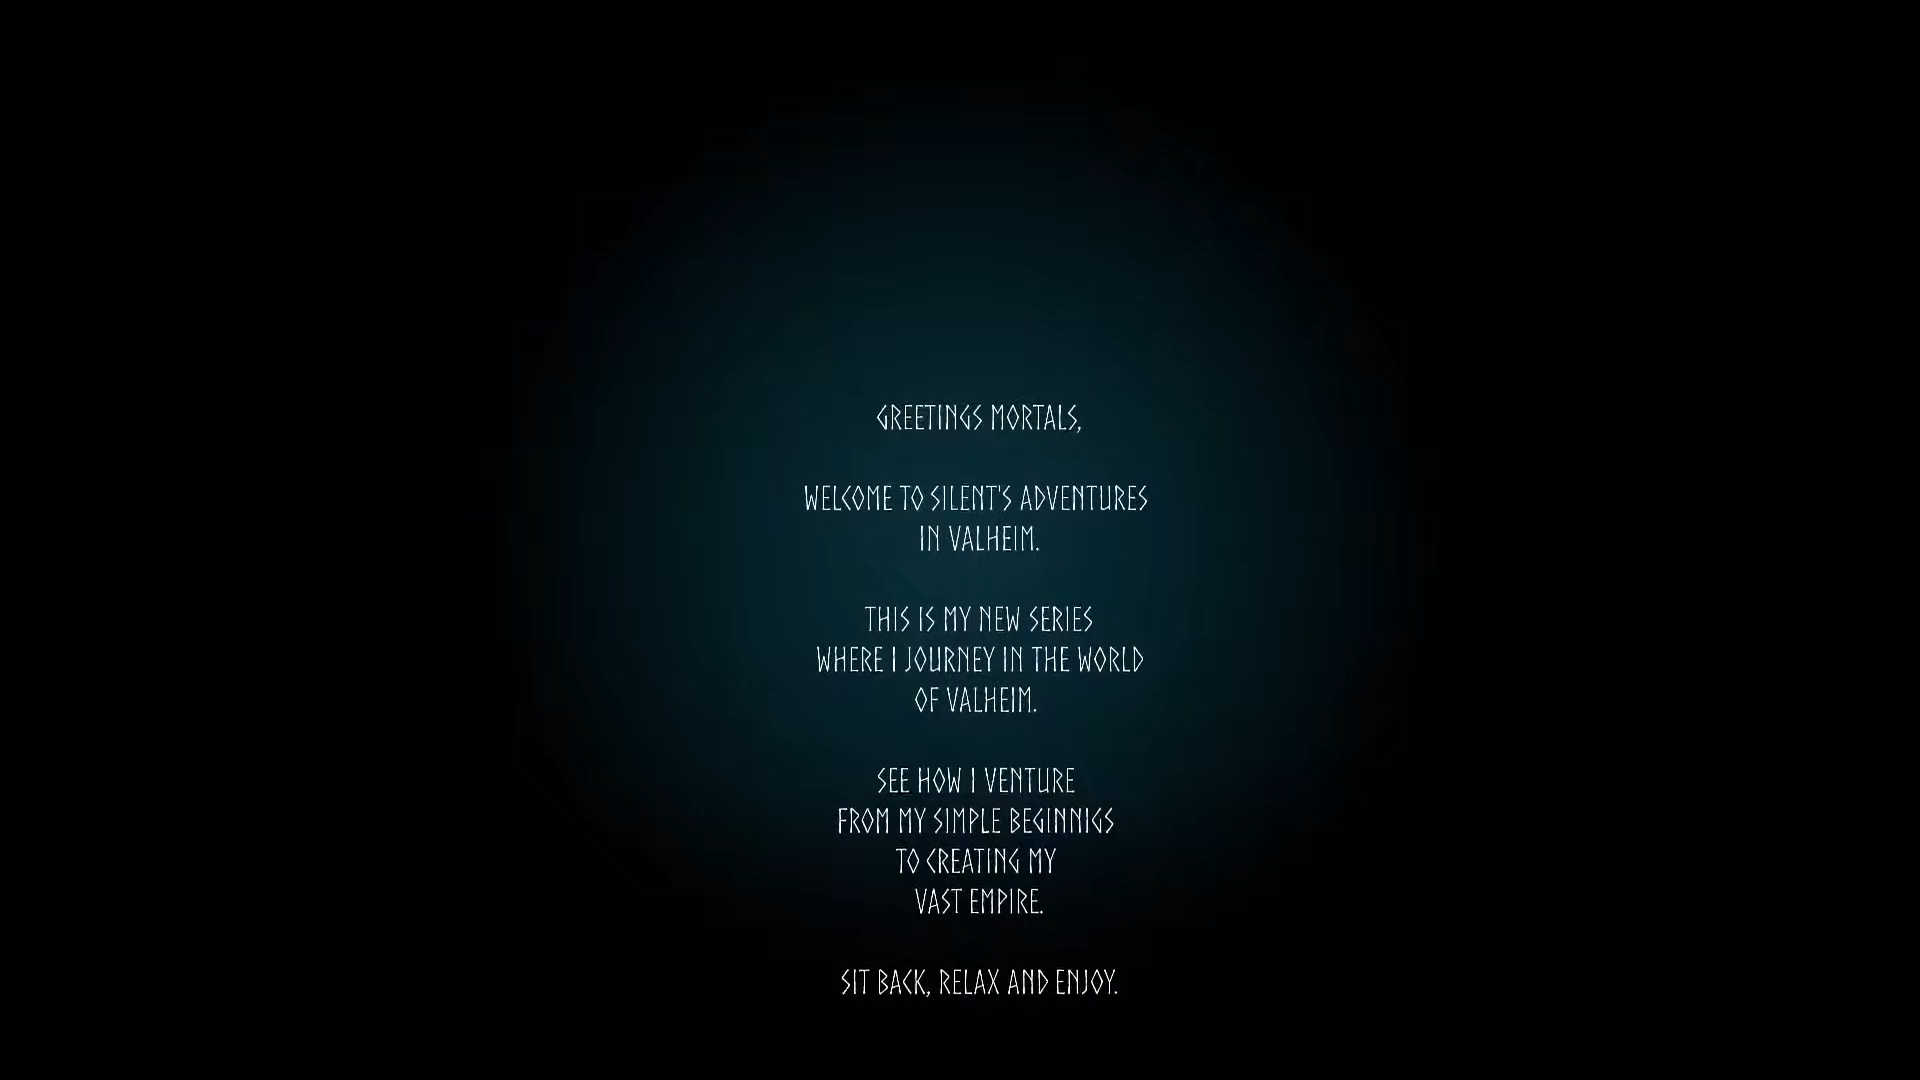 GREETINGS MORTALS,
WELCOME TO SILENT'S ADVENTURES
IN VALHEIM.
THIS IS MY NEW SERIES
WHERE I JOURNEY IN THE WORLD
OF VALHEIM.
SEE HOW I VENTURE
FROM MY SIMPLE BEGINNIGS
TO CREATING MY
VAST EMPIRE.
SIT BACK, RELAX AND ENJOY.